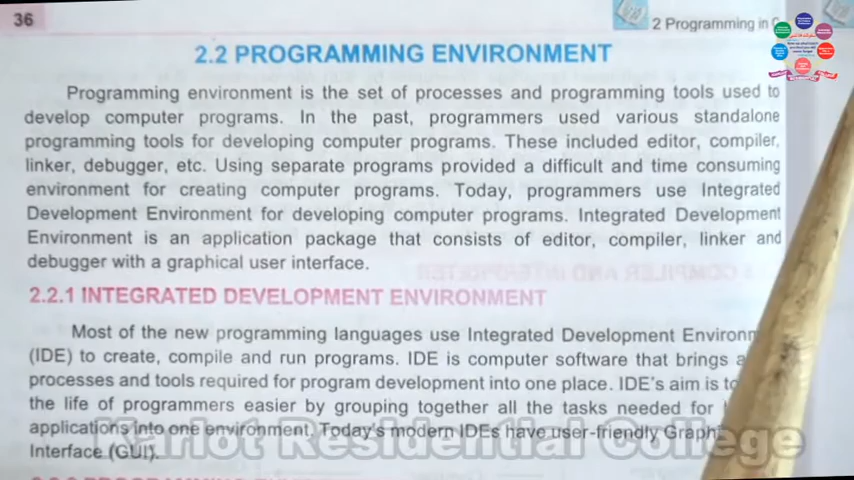 36
2 Programming in C
2.2 PROGRAMMING ENVIRONMENT
Programming environment is the set of processes and programming tools used to
develop computer programs. In the past, programmers used various standalone
programming tools for developing computer programs. These included editor, compiler,
linker, debugger, etc. Using separate programs provided a difficult and time consuming
environment for creating computer programs. Today, programmers use Integrated
Development Environment for developing computer programs. Integrated Development
Environment is an application package that consists of editor, compiler, linker and
debugger with a graphical user interface.
2.2.1 INTEGRATED DEVELOPMENT ENVIRONMENT
Most of the new programming languages use Integrated Development Environm
(IDE) to create, compile and run programs. IDE is computer software that brings a
processes and tools required for program development into one place. IDE's aim is to
the life of programmers easier by grouping together all the tasks needed for
applications into one environment. Today's modern IDEs have user-friendly Graph
Interface (GUI).
Karlot Residential College